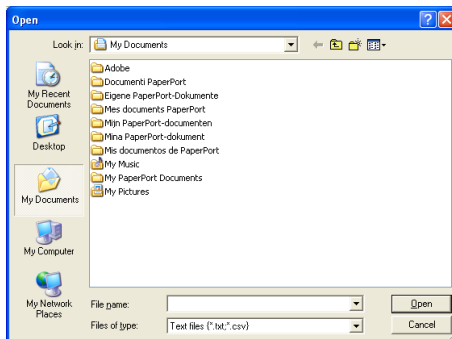 Open
Look in:
My Documents
My Recent
Documents
Desktop
My Documents
My Computer
My Network
Places
Adobe
Documenti PaperPort
Eigene PaperPort-Dokumente
Mes documents PaperPort
Mijn PaperPort-documenten
Mina PaperPort-dokument
Mis documentos de PaperPort
My Music
My PaperPort Documents
My Pictures
File name:
Open
Files of type:
Text files (*.txt;*.csv)
Cancel